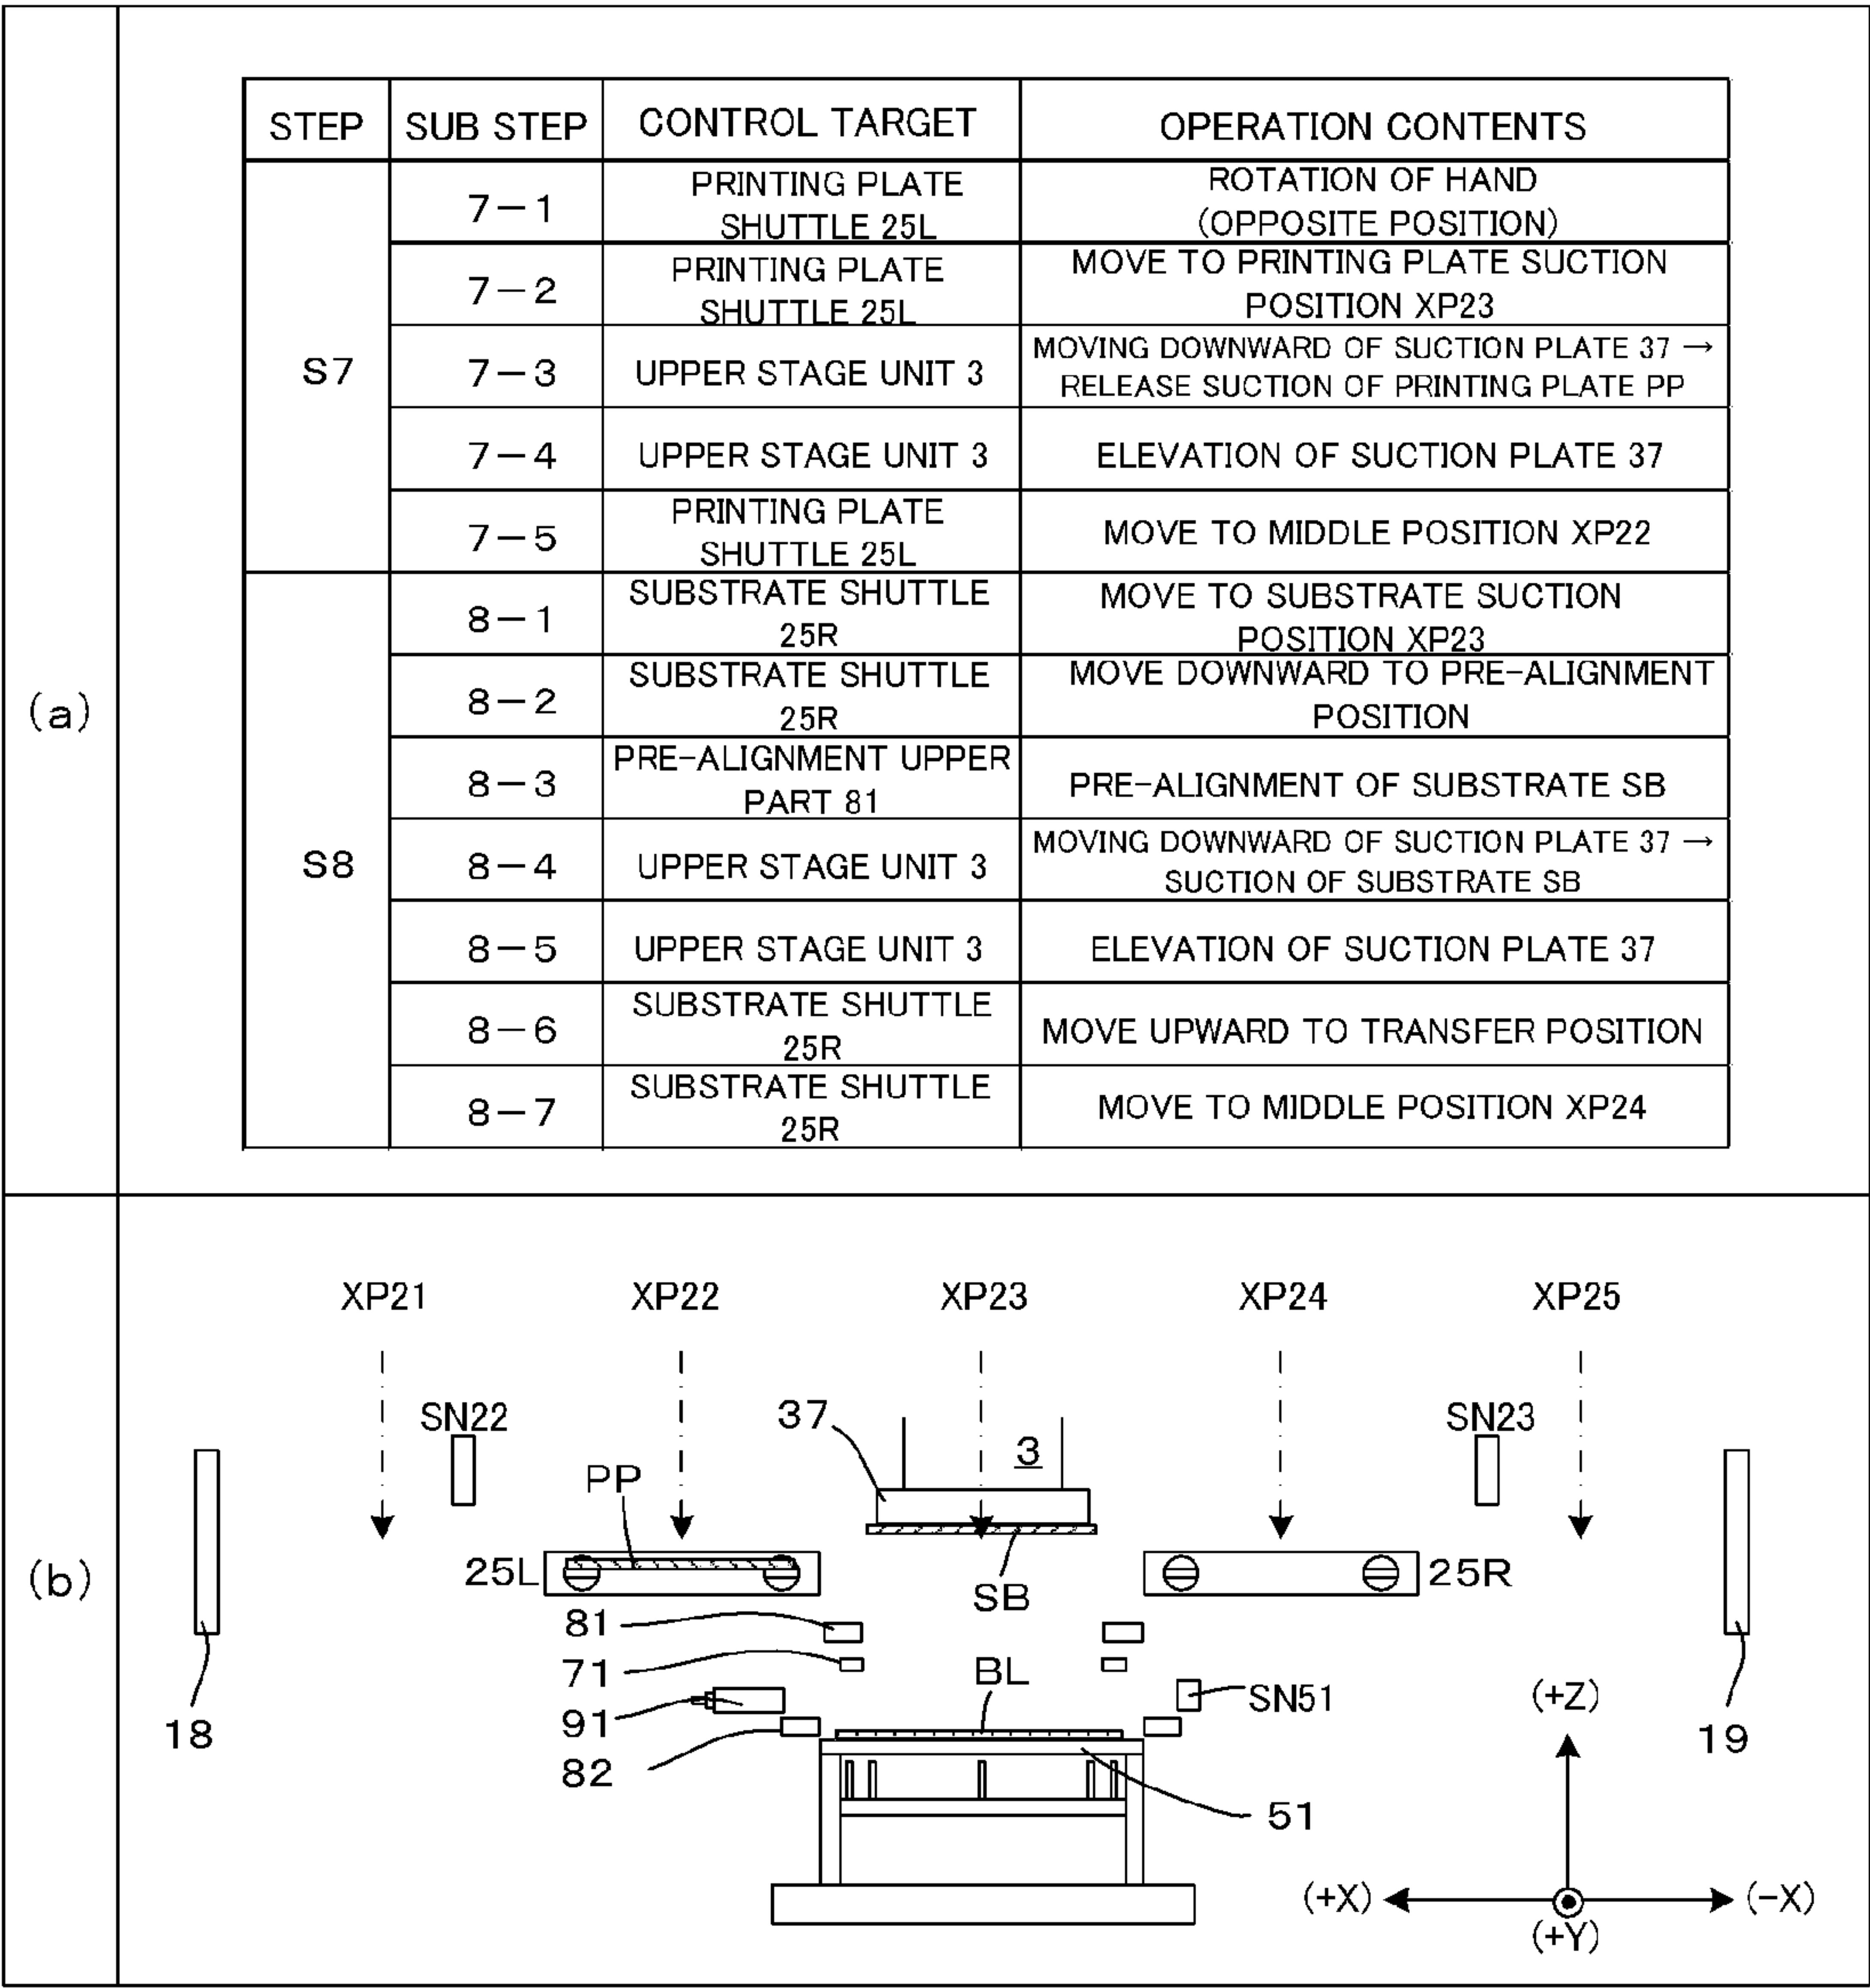 (a)
STEP SUB STEP CONTROL TARGET OPERATION CONTENTS
S7
7-1 PRINTING PLATE SHUTTLE 25L ROTATION OF HAND (OPPOSITE POSITION)
7-2 PRINTING PLATE SHUTTLE 25L MOVE TO PRINTING PLATE SUCTION POSITION XP23
7-3 UPPER STAGE UNIT 3 MOVING DOWNWARD OF SUCTION PLATE 37 → RELEASE SUCTION OF PRINTING PLATE PP
7-4 UPPER STAGE UNIT 3 ELEVATION OF SUCTION PLATE 37
7-5 PRINTING PLATE SHUTTLE 25L MOVE TO MIDDLE POSITION XP22
S8
8-1 SUBSTRATE SHUTTLE 25R MOVE TO SUBSTRATE SUCTION POSITION XP23
8-2 SUBSTRATE SHUTTLE 25R MOVE DOWNWARD TO PRE-ALIGNMENT POSITION
8-3 PRE-ALIGNMENT UPPER PART 81 PRE-ALIGNMENT OF SUBSTRATE SB
8-4 UPPER STAGE UNIT 3 MOVING DOWNWARD OF SUCTION PLATE 37 → SUCTION OF SUBSTRATE SB
8-5 UPPER STAGE UNIT 3 ELEVATION OF SUCTION PLATE 37
8-6 SUBSTRATE SHUTTLE 25R MOVE UPWARD TO TRANSFER POSITION
8-7 SUBSTRATE SHUTTLE 25R MOVE TO MIDDLE POSITION XP24
(b)
XP21 XP22 XP23 XP24 XP25
SN22 37 3 SN23
PP
25L SB 25R
81
71 BL
91 SN51 (+Z)
18 19
82
51
(+X) (-X)
(+Y)